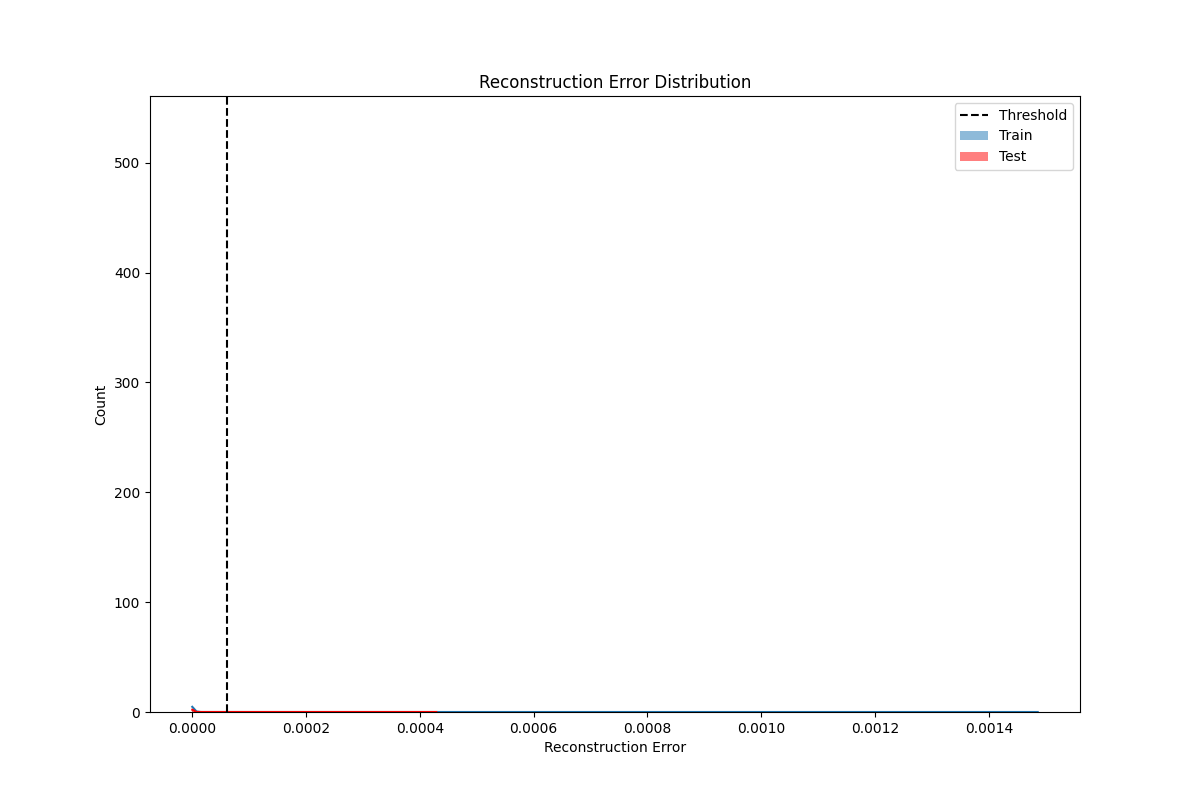 Reconstruction Error Distribution
Threshold
Train
Test
500
400
300
200
100
0
Count
0.0000 0.0002 0.0004 0.0006 0.0008 0.0010 0.0012 0.0014
Reconstruction Error